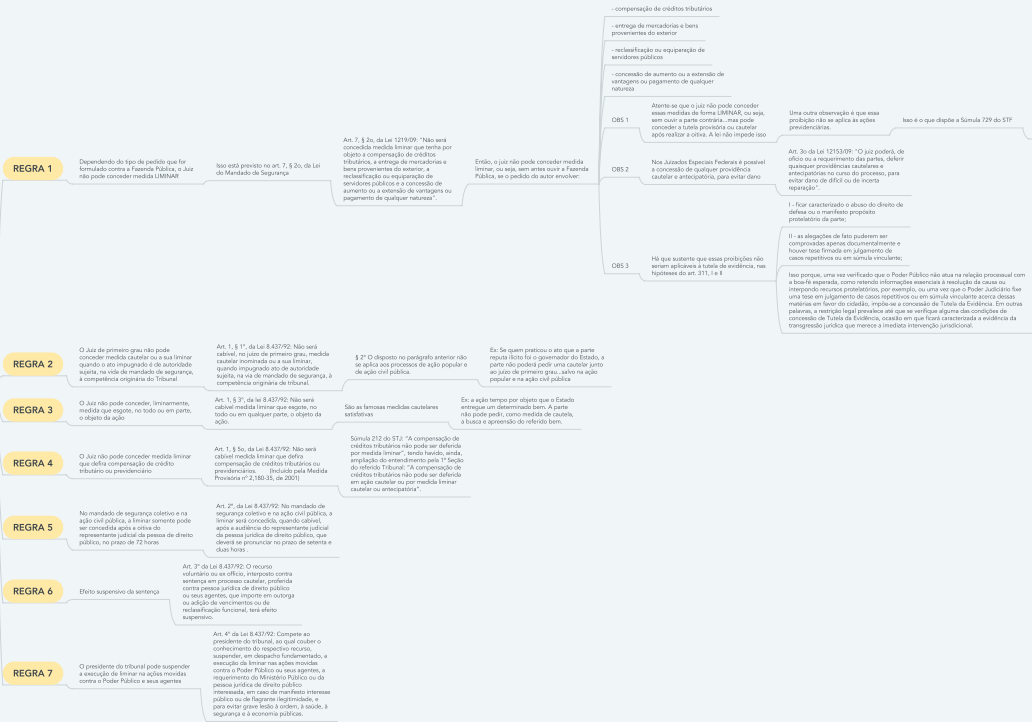 REGRA 1
Dependendo do tipo de pedido que for
formulado contra a Fazenda Pública, o Juiz
não pode conceder medida LIMINAR
Isso está previsto no art. 7, § 2o, da Lei
do Mandado de Segurança
Art. 7, § 2o, da Lei 1219/09: "Não será
concedida medida liminar que tenha por
objeto a compensação de créditos
tributários, a entrega de mercadorias e
bens provenientes do exterior, a
reclassificação ou equiparação de
servidores públicos e a concessão de
aumento ou a extensão de vantagens ou
pagamento de qualquer natureza".
Então, o juiz não pode conceder medida
liminar, ou seja, sem antes ouvir a Fazenda
Pública, se o pedido do autor envolver:
- compensação de créditos tributários
- entrega de mercadorias e bens
provenientes do exterior
- reclassificação ou equiparação de
servidores públicos
- concessão de aumento ou a extensão de
vantagens ou pagamento de qualquer
natureza
OBS 1
Atente-se que o juiz não pode conceder
essas medidas de forma LIMINAR, ou seja,
sem ouvir a parte contrária...mas pode
conceder a tutela provisória ou cautelar
após realizar a oitiva. A lei não impede isso
Uma outra observação é que essa
proibição não se aplica às ações
previdenciárias.
Isso é o que dispõe a Súmula 729 do STF
OBS 2
Nos Juizados Especiais Federais é possível
a concessão de qualquer providência
cautelar e antecipatória, para evitar dano
Art. 3o da Lei 12153/09: "O juiz poderá, de
ofício ou a requerimento das partes, deferir
quaisquer providências cautelares e
antecipatórias no curso do processo, para
evitar dano de difícil ou de incerta
reparação".
OBS 3
Há que sustente que essas proibições não
seriam aplicáveis à tutela de evidência, nas
hipóteses do art. 311, I e II
I - ficar caracterizado o abuso do direito de
defesa ou o manifesto propósito
protelatório da parte;
II - as alegações de fato puderem ser
comprovadas apenas documentalmente e
houver tese firmada em julgamento de
casos repetitivos ou em súmula vinculante;
Isso porque, uma vez verificado que o Poder Público não atua na relação processual com
a boa-fé esperada, como retendo informações essenciais à resolução da causa ou
interpondo recursos protelatórios, por exemplo, ou uma vez que o Poder Judiciário fixe
uma tese em julgamento de casos repetitivos ou em súmula vinculante acerca dessas
matérias em favor do cidadão, impõe-se a concessão de Tutela da Evidência. Em outras
palavras, a restrição legal prevalece até que se verifique alguma das condições de
concessão de Tutela da Evidência, ocasião em que ficará caracterizada a evidência da
transgressão jurídica que merece a imediata intervenção jurisdicional.
REGRA 2
O Juiz de primeiro grau não pode
conceder medida cautelar ou a sua liminar
quando o ato impugnado é de autoridade
sujeita, na via de mandado de segurança,
à competência originária do Tribunal
Art. 1, § 1°, da Lei 8.437/92: Não será
cabível, no juízo de primeiro grau, medida
cautelar inominada ou a sua liminar,
quando impugnado ato de autoridade
sujeita, na via de mandado de segurança, à
competência originária de tribunal.
§ 2° O disposto no parágrafo anterior não
se aplica aos processos de ação popular e
de ação civil pública.
Ex: Se quem praticou o ato que a parte
reputa ilícito foi o governador do Estado, a
parte não poderá pedir uma cautelar junto
ao juízo de primeiro grau...salve na ação
popular e na ação civil pública
REGRA 3
O Juiz não pode conceder, liminarmente,
medida que esgote, no todo ou em parte,
o objeto da ação
Art. 1, § 3°, da Lei 8.437/92: Não será
cabível medida liminar que esgote, no
todo ou em qualquer parte, o objeto da
ação.
São as famosas medidas cautelares
satisfativas
Ex: a ação tempo por objeto que o Estado
entregue um determinado bem. A parte
não pode pedir, como medida de cautela,
a busca e apreensão do referido bem.
REGRA 4
O Juiz não pode conceder medida liminar
que defira compensação de crédito
tributário ou previdenciário
Art. 1, § 5o, da Lei 8.437/92: Não será
cabível medida liminar que defira
compensação de créditos tributários ou
previdenciários. (Incluído pela Medida
Provisória nº 2,180-35, de 2001)
Súmula 212 do STJ: "A compensação de
créditos tributários não pode ser deferida
por medida liminar", tendo havido, ainda,
ampliação do entendimento pela 1ª Seção
do referido Tribunal: "A compensação de
créditos tributários não pode ser deferida
em ação cautelar ou por medida liminar
cautelar ou antecipatória".
REGRA 5
No mandado de segurança coletivo e na
ação civil pública, a liminar somente pode
ser concedida após a oitiva do
representante judicial da pessoa de direito
público, no prazo de 72 horas
Art. 2º, da Lei 8.437/92: No mandado de
segurança coletivo e na ação civil pública, a
liminar será concedida, quando cabível,
após a audiência do representante judicial
da pessoa jurídica de direito público, que
deverá se pronunciar no prazo de setenta e
duas horas .
REGRA 6
Efeito suspensivo da sentença
Art. 3° da Lei 8.437/92: O recurso
voluntário ou ex officio, interposto contra
sentença em processo cautelar, proferida
contra pessoa jurídica de direito público
ou seus agentes, que importe em outorga
ou adição de vencimentos ou de
reclassificação funcional, terá efeito
suspensivo.
REGRA 7
O presidente do tribunal pode suspender
a execução de liminar na ações movidas
contra o Poder Público e seus agentes
Art. 4° da Lei 8.437/92: Compete ao
presidente do tribunal, ao qual couber o
conhecimento do respectivo recurso,
suspender, em despacho fundamentado, a
execução da liminar nas ações movidas
contra o Poder Público ou seus agentes, a
requerimento do Ministério Público ou da
pessoa jurídica de direito público
interessada, em caso de manifesto interesse
público ou de flagrante ilegitimidade, e
para evitar grave lesão à ordem, à saúde, à
segurança e à economia públicas.